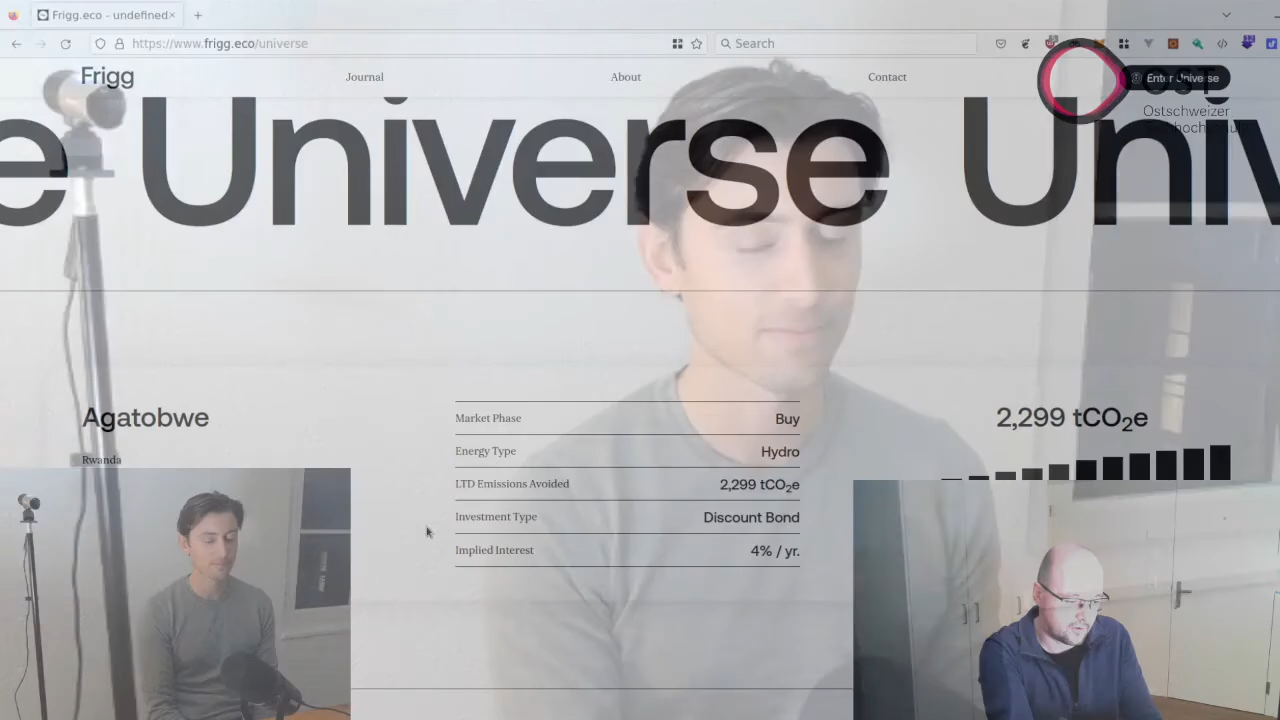 Frigg.eco - undefined
https://www.frigg.eco/universe
Search
Frigg
Journal
About
Contact
Enter Universe
OST
Ostschweizer
e Universe Univ
Agatobwe
Rwanda
Market Phase Buy
Energy Type Hydro
LTD Emissions Avoided 2,299 tCO₂e
Investment Type Discount Bond
Implied Interest 4% / yr.
2,299 tCO₂e